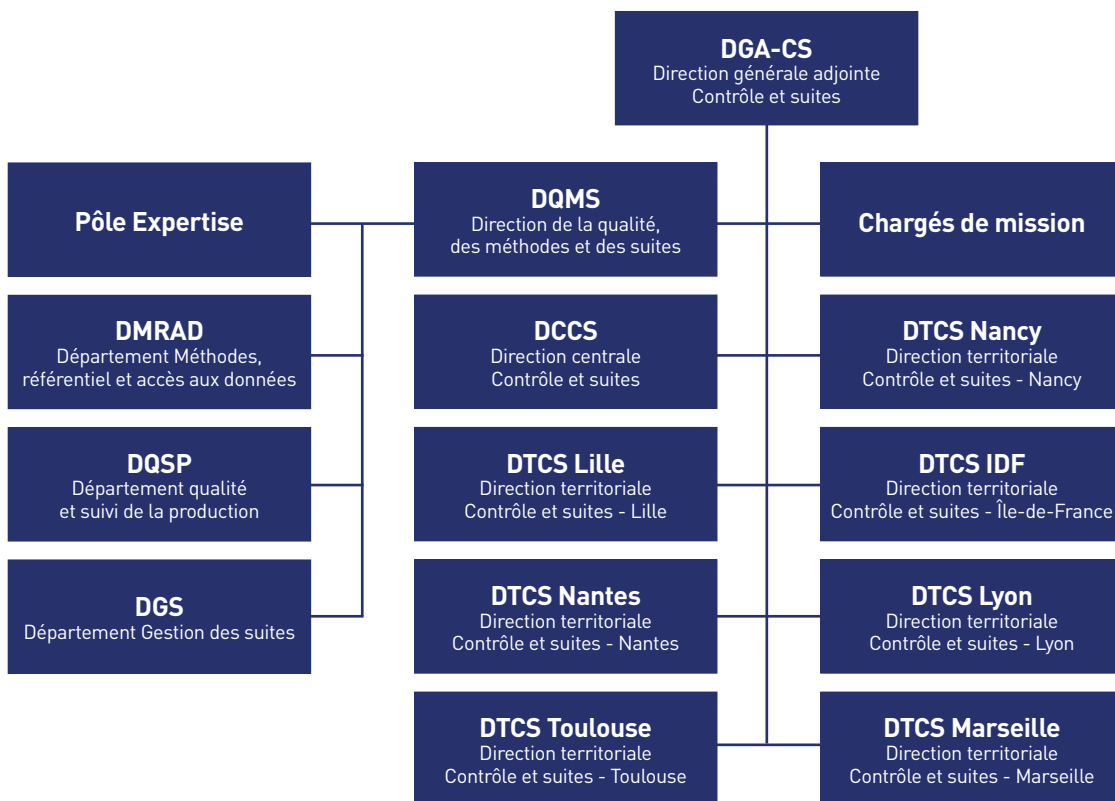 DGA-CS
Direction générale adjointe
Contrôle et suites
Pôle Expertise
DQMS
Direction de la qualité,
des méthodes et des suites
Chargés de mission
DMRAD
Département Méthodes,
référentiel et accès aux données
DCCS
Direction centrale
Contrôle et suites
DTCS Nancy
Direction territoriale
Contrôle et suites - Nancy
DQSP
Département qualité
et suivi de la production
DTCS Lille
Direction territoriale
Contrôle et suites - Lille
DTCS IDF
Direction territoriale
Contrôle et suites - Île-de-France
DGS
Département Gestion des suites
DTCS Nantes
Direction territoriale
Contrôle et suites - Nantes
DTCS Lyon
Direction territoriale
Contrôle et suites - Lyon
DTCS Toulouse
Direction territoriale
Contrôle et suites - Toulouse
DTCS Marseille
Direction territoriale
Contrôle et suites - Marseille